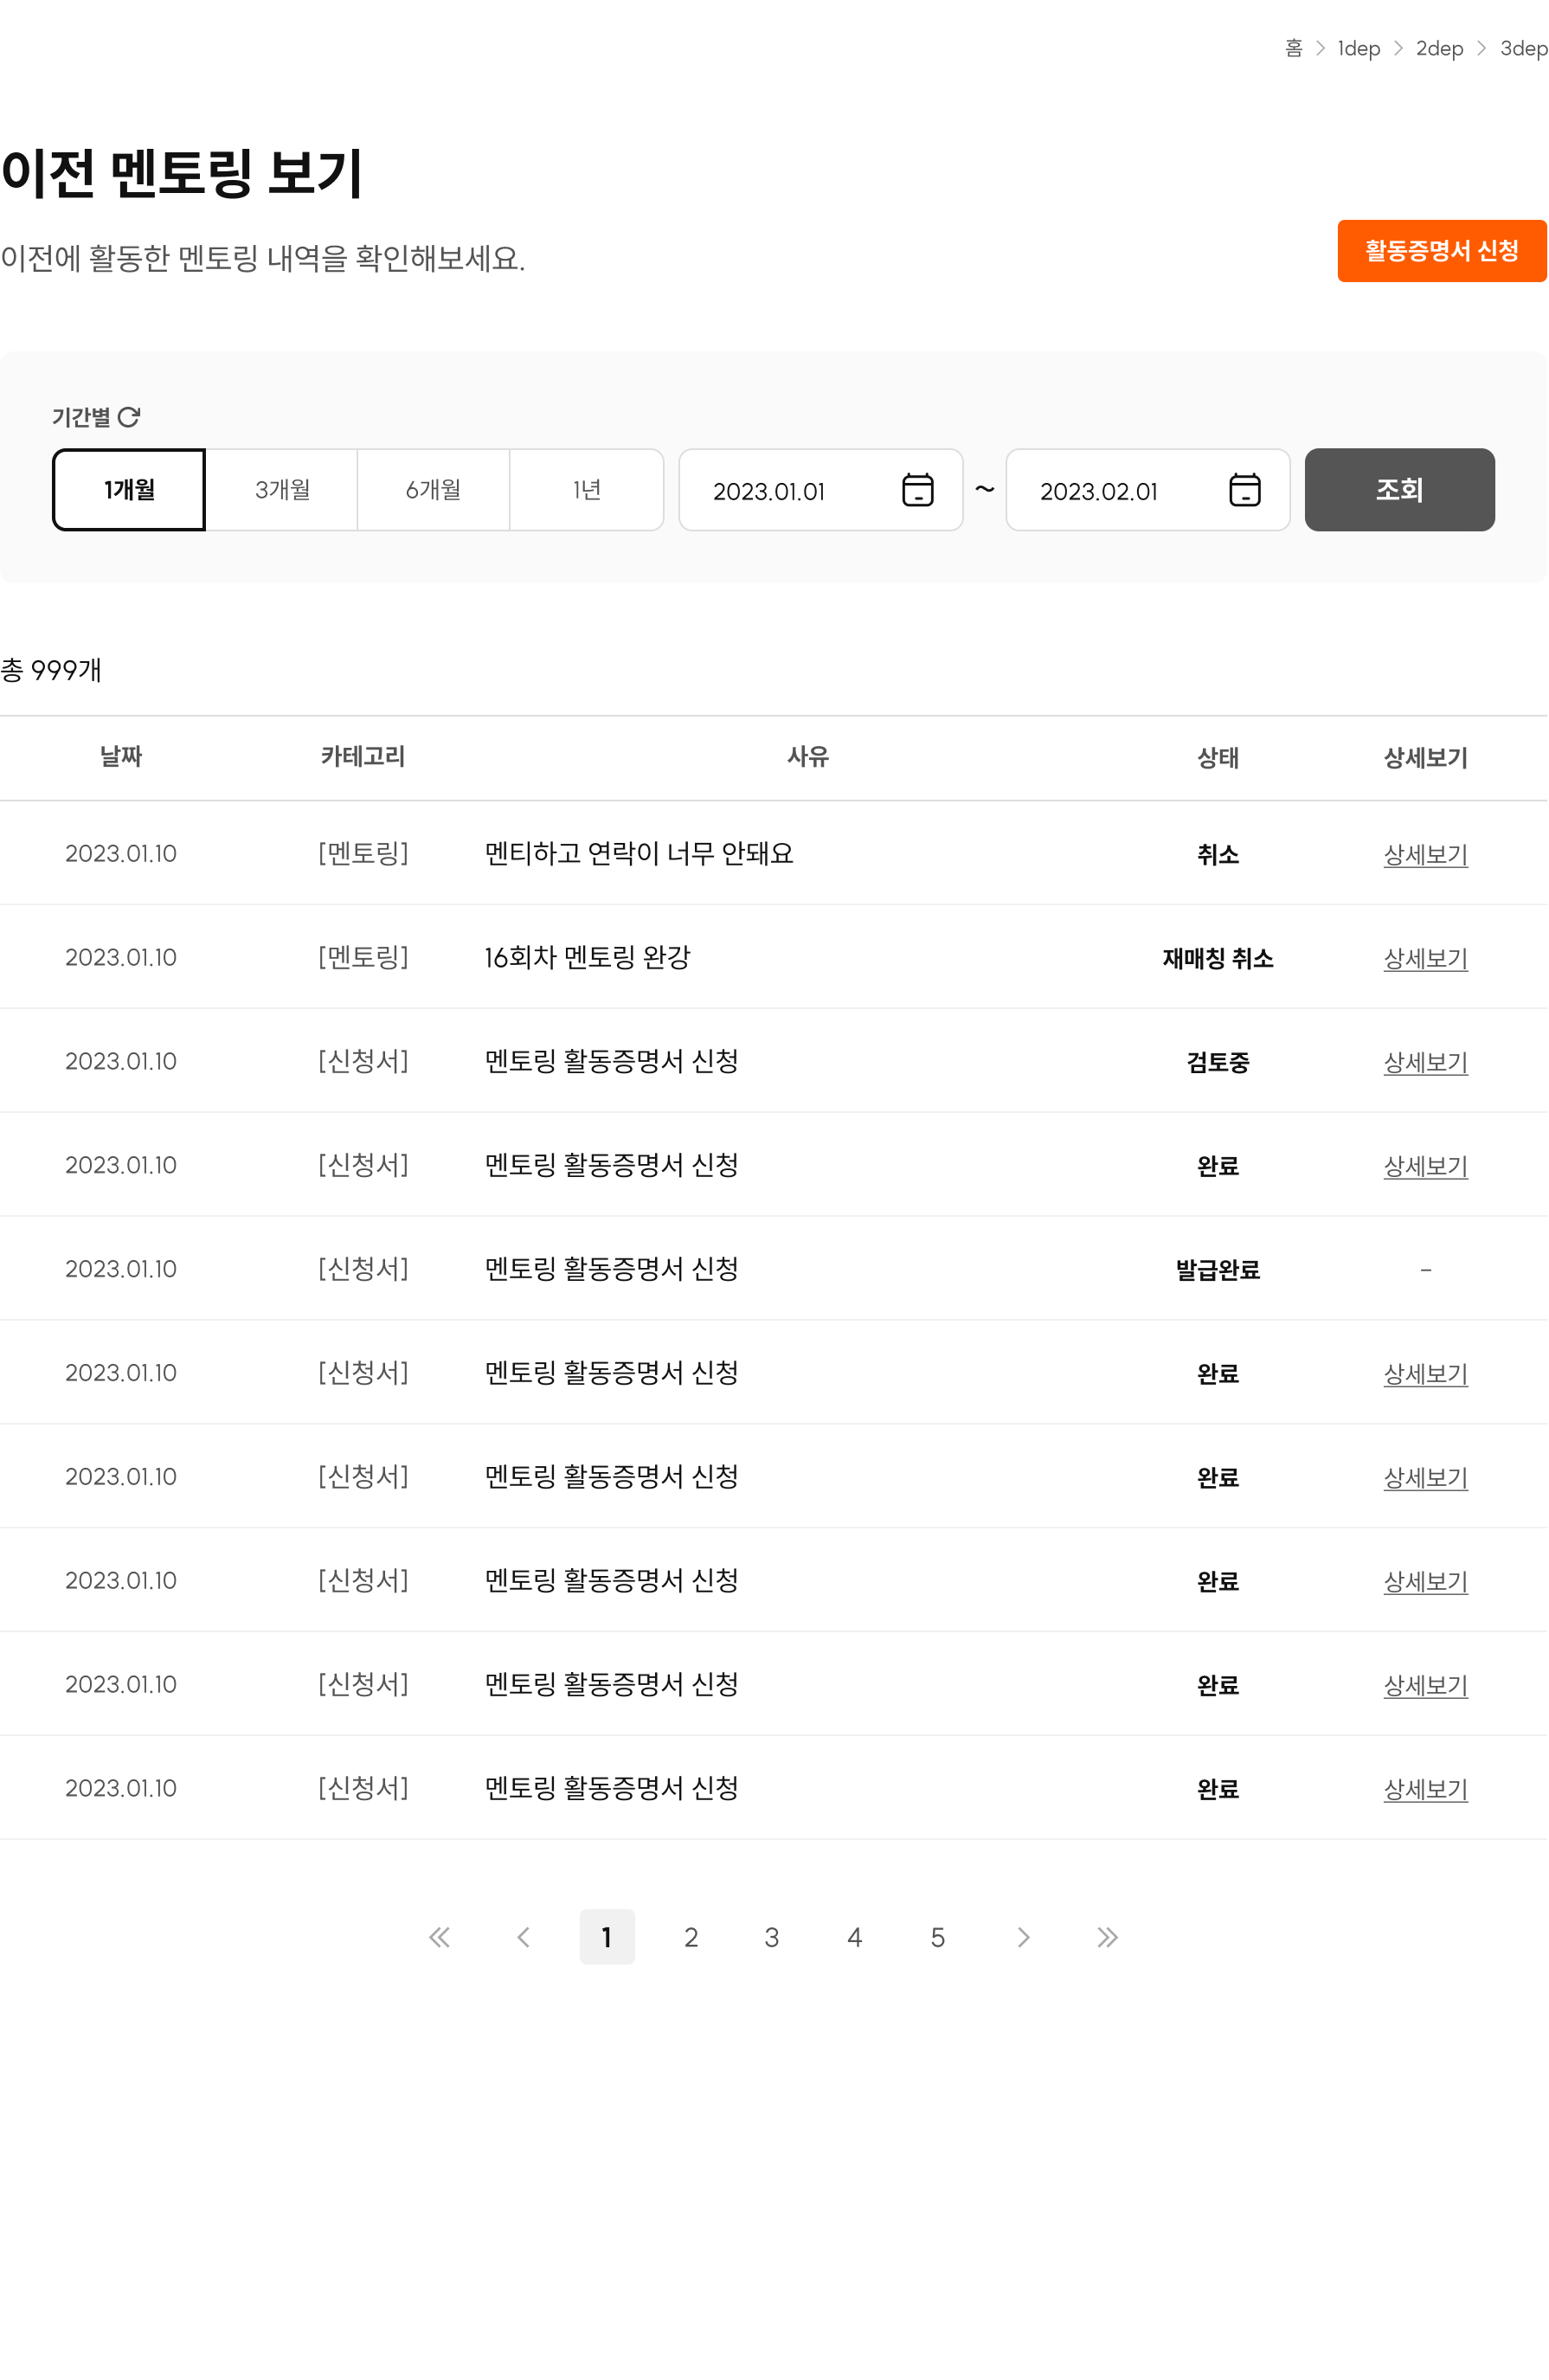 홈 > 1dep > 2dep > 3dep
이전 멘토링 보기
이전에 활동한 멘토링 내역을 확인해보세요.
활동증명서 신청
기간별
1개월 3개월 6개월 1년 2023.01.01 ~ 2023.02.01 조회
총 999개
날짜 카테고리 사유 상태 상세보기
2023.01.10 [멘토링] 멘티하고 연락이 너무 안돼요 취소 상세보기
2023.01.10 [멘토링] 16회차 멘토링 완강 재매칭 취소 상세보기
2023.01.10 [신청서] 멘토링 활동증명서 신청 검토중 상세보기
2023.01.10 [신청서] 멘토링 활동증명서 신청 완료 상세보기
2023.01.10 [신청서] 멘토링 활동증명서 신청 발급완료 -
2023.01.10 [신청서] 멘토링 활동증명서 신청 완료 상세보기
2023.01.10 [신청서] 멘토링 활동증명서 신청 완료 상세보기
2023.01.10 [신청서] 멘토링 활동증명서 신청 완료 상세보기
2023.01.10 [신청서] 멘토링 활동증명서 신청 완료 상세보기
2023.01.10 [신청서] 멘토링 활동증명서 신청 완료 상세보기
1 2 3 4 5